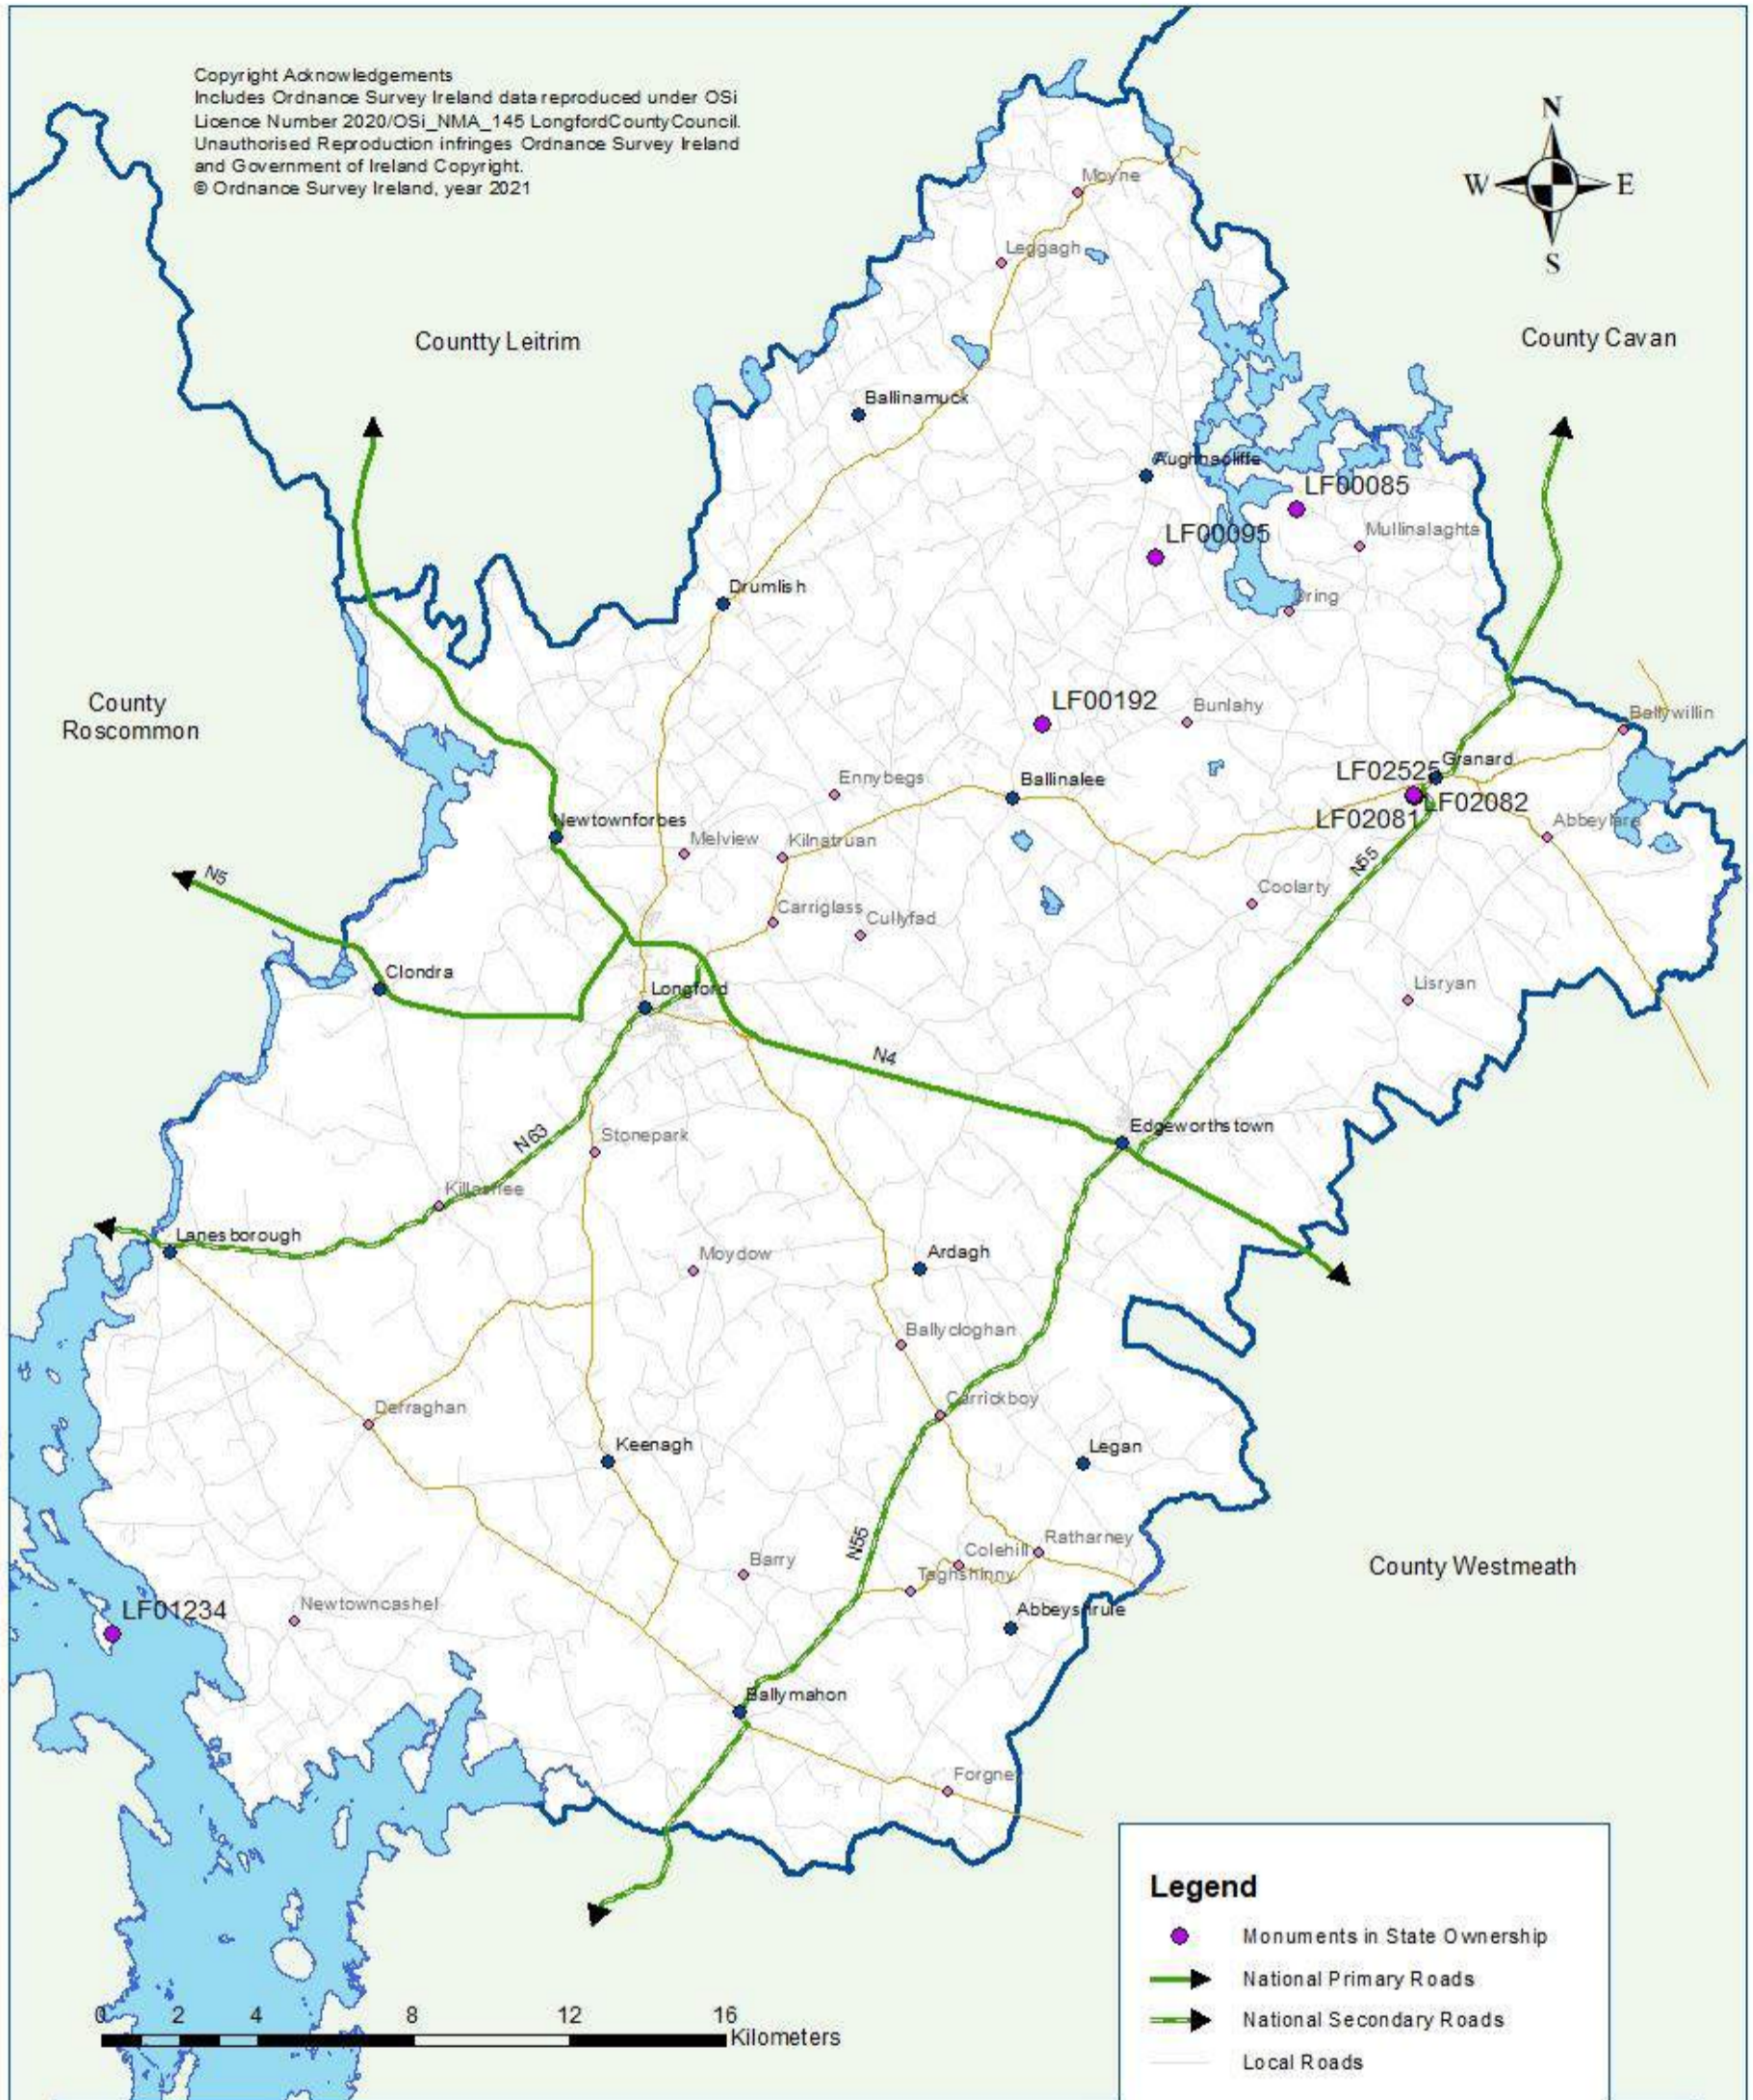 Copyright Acknowledgements
Includes Ordnance Survey Ireland data reproduced under OSi
Licence Number 2020/OSi_NMA_145 LongfordCountyCouncil.
Unauthorised Reproduction infringes Ordnance Survey Ireland
and Government of Ireland Copyright.
© Ordnance Survey Ireland, year 2021
N
W
E
S
Moyne
Leggagh
Countty Leitrim
County Cavan
Ballinamuck
Aughnacliffe
LF00085
LF00095
Mullinalaghta
Drumlish
Dring
County
Roscommon
LF00192
Bunlahy
Ballywillin
Ennybegs
Ballinalee
LF02525
Granard
LF02082
LF02081
Abbeylara
Newtownforbes
Melview
Kilnatruan
N55
N5
Coolarty
Carriglass
Cullyfad
Clondra
Longford
Lisryan
N4
Edgeworthstown
N63
Stonepark
Killashee
Lanesborough
Moydow
Ardagh
Ballycloghan
Carrickboy
Derraghan
Keenagh
Legan
N55
Ratharney
Colehill
Barry
Taghshinny
County Westmeath
LF01234
Newtowncashel
Abbeyshrule
Ballymahon
Forgney
Legend
Monuments in State Ownership
National Primary Roads
National Secondary Roads
Local Roads
0 2 4 8 12 16
Kilometers